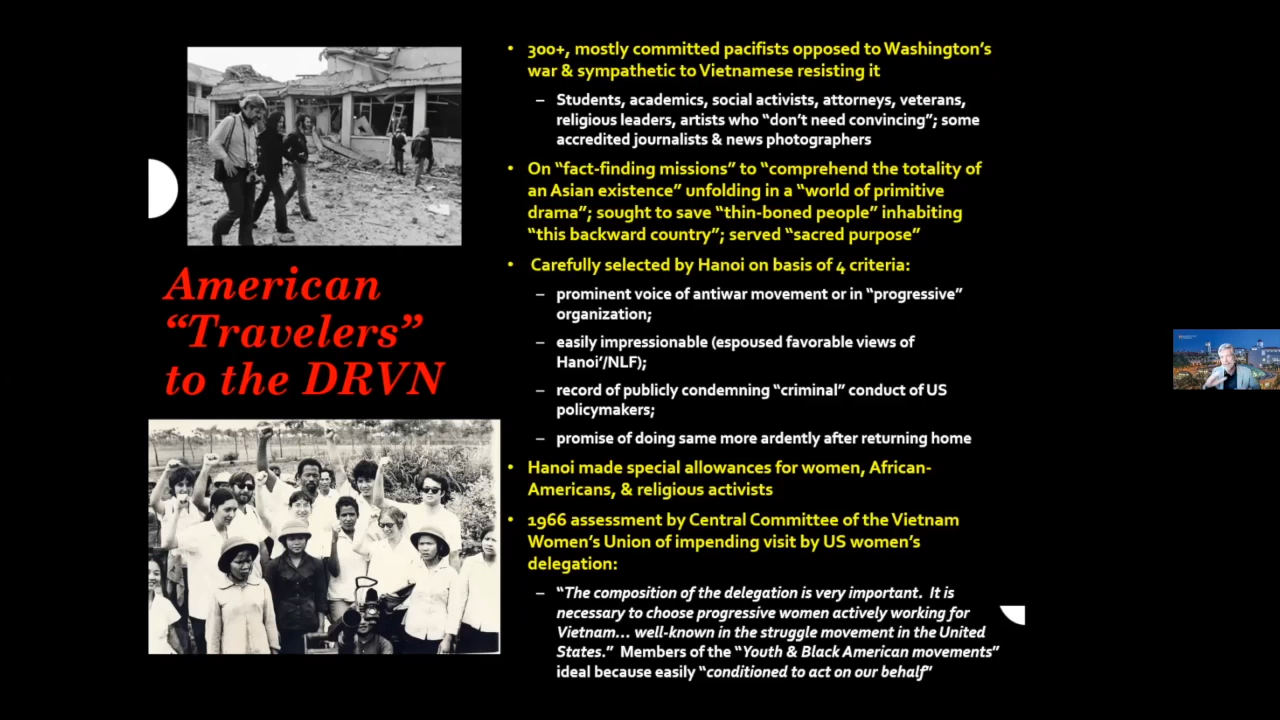 American
“Travelers”
to the DRVN
• 300+, mostly committed pacifists opposed to Washington’s
war & sympathetic to Vietnamese resisting it
– Students, academics, social activists, attorneys, veterans,
religious leaders, artists who “don’t need convincing”; some
accredited journalists & news photographers
• On “fact-finding missions” to “comprehend the totality of
an Asian existence” unfolding in a “world of primitive
drama”; sought to save “thin-boned people” inhabiting
“this backward country”; served “sacred purpose”
• Carefully selected by Hanoi on basis of 4 criteria:
– prominent voice of antiwar movement or in “progressive”
organization;
– easily impressionable (espoused favorable views of
Hanoi’/NLF);
– record of publicly condemning “criminal” conduct of US
policymakers;
– promise of doing same more ardently after returning home
• Hanoi made special allowances for women, African-
Americans, & religious activists
• 1966 assessment by Central Committee of the Vietnam
Women’s Union of impending visit by US women’s
delegation:
– “The composition of the delegation is very important. It is
necessary to choose progressive women actively working for
Vietnam… well-known in the struggle movement in the United
States.” Members of the “Youth & Black American movements”
ideal because easily “conditioned to act on our behalf”